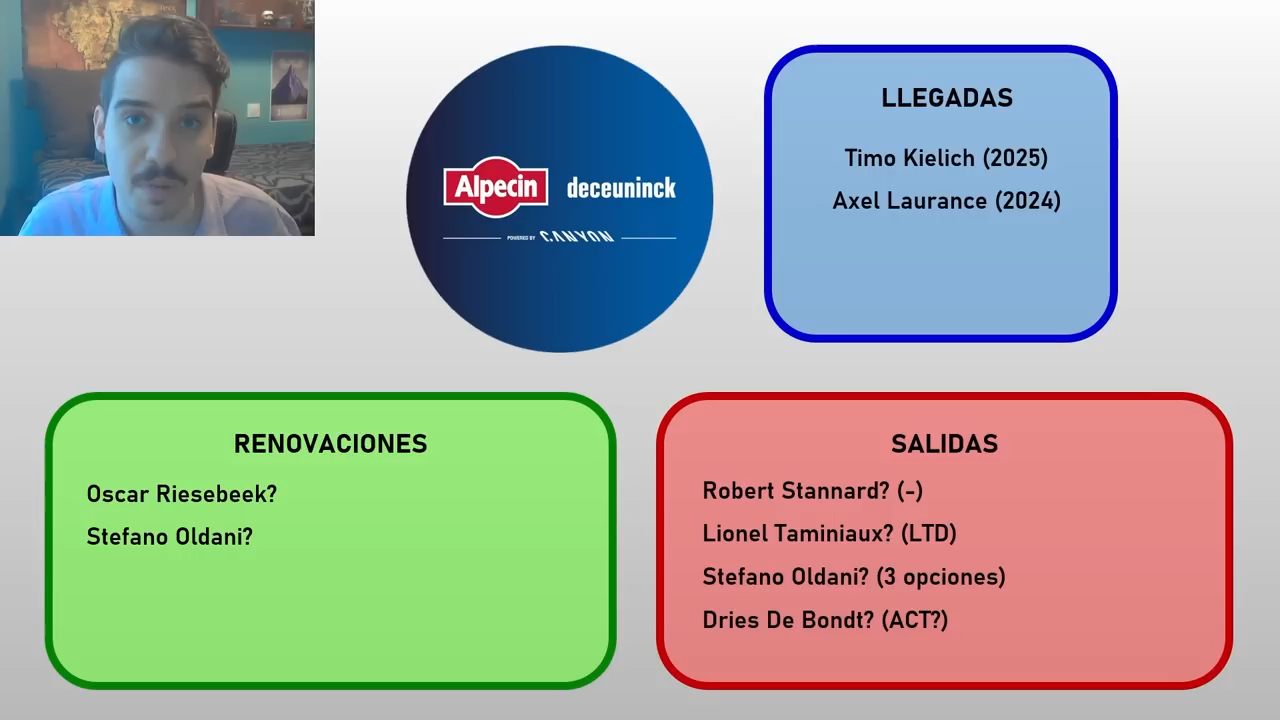 Alpecin deceuninck
POWERED BY CANYON
LLEGADAS
Timo Kielich (2025)
Axel Laurance (2024)
RENOVACIONES
Oscar Riesebeek?
Stefano Oldani?
SALIDAS
Robert Stannard? (-)
Lionel Taminiaux? (LTD)
Stefano Oldani? (3 opciones)
Dries De Bondt? (ACT?)